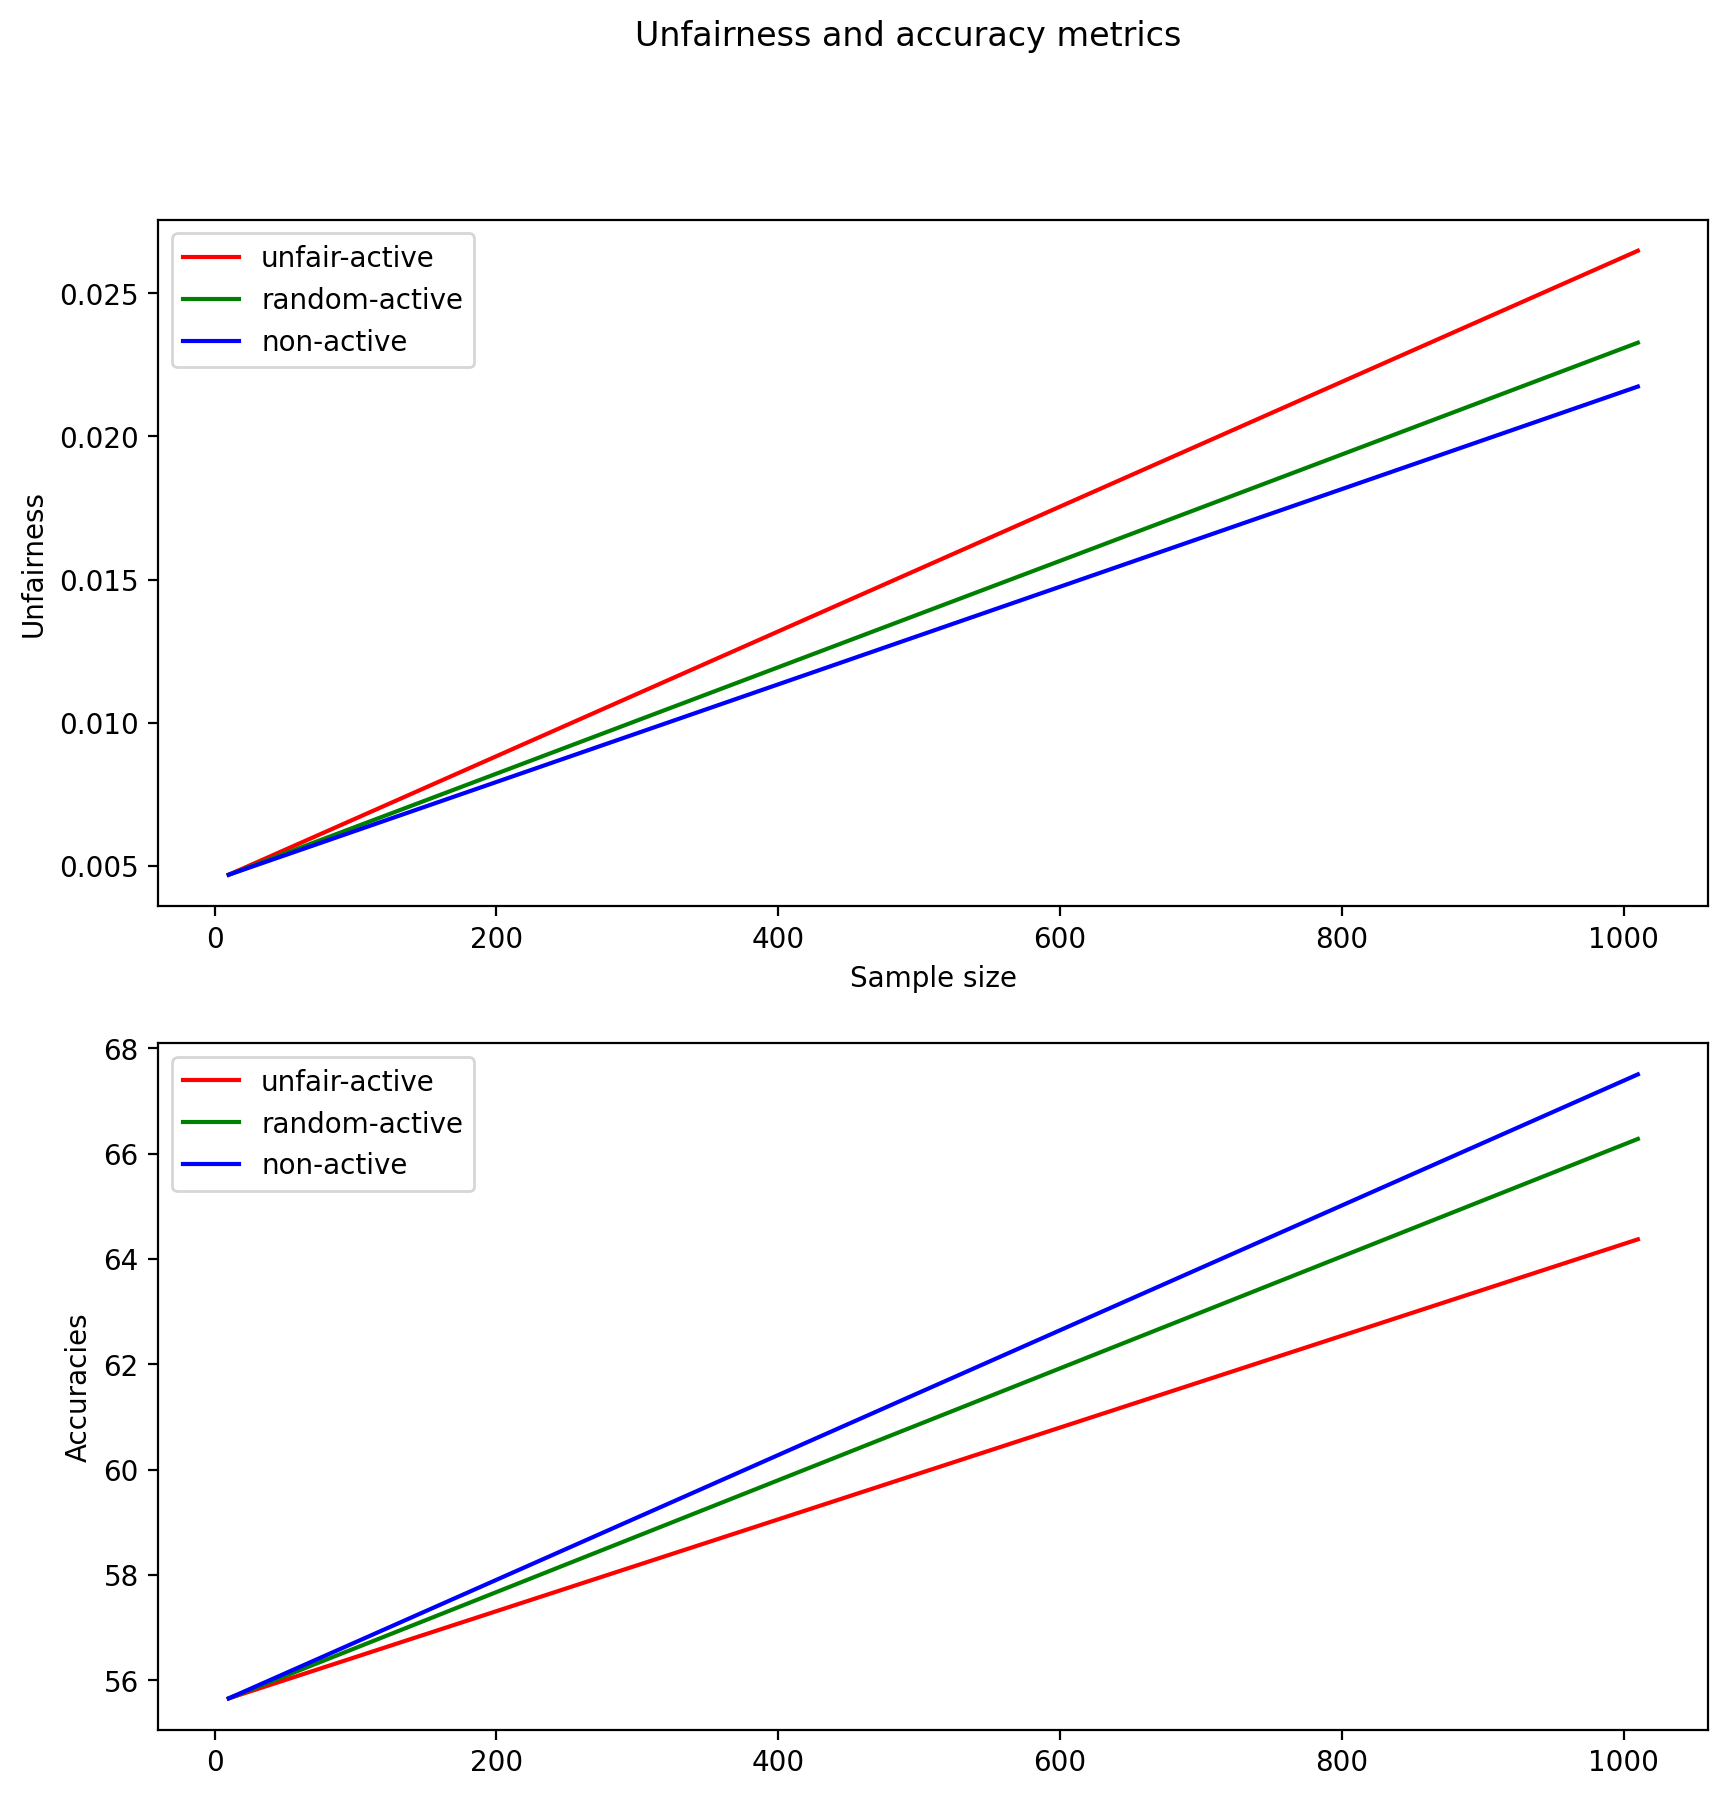 Unfairness and accuracy metrics
unfair-active
random-active
non-active
0.025
0.020
0.015
0.010
0.005
Unfairness
0 200 400 600 800 1000
Sample size
unfair-active
random-active
non-active
68
66
64
62
60
58
56
Accuracies
0 200 400 600 800 1000